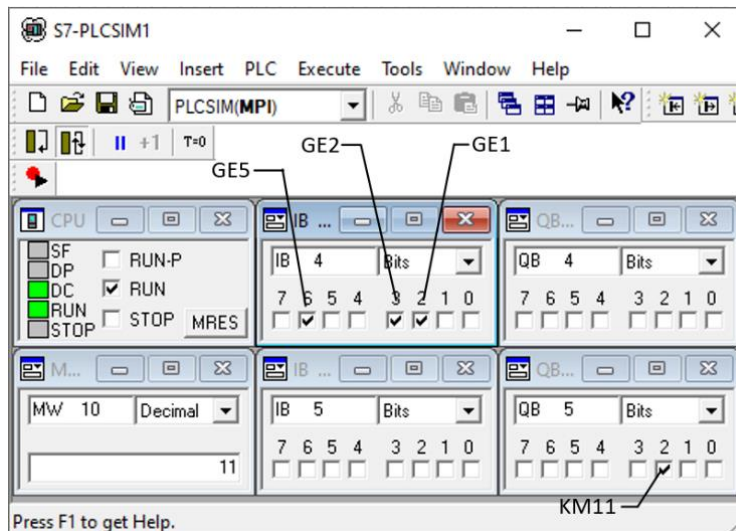 S7-PLCSIM1
File Edit View Insert PLC Execute Tools Window Help
PLCSIM(MPI)
+1 T=0
GE5 GE2 GE1
CPU IB ... QB...
SF
DP
DC
RUN
STOP
RUN-P
RUN
STOP MRES
IB 4 Bits
7 6 5 4 3 2 1 0
QB 4 Bits
7 6 5 4 3 2 1 0
M... IB ... QB...
MW 10 Decimal
11
IB 5 Bits
7 6 5 4 3 2 1 0
QB 5 Bits
7 6 5 4 3 2 1 0
KM11
Press F1 to get Help.